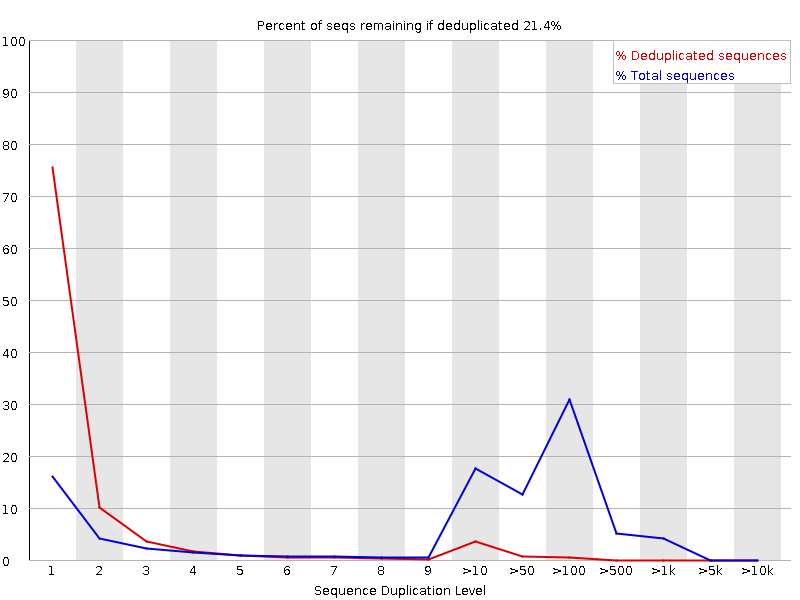 Percent of seqs remaining if deduplicated 21.4%
% Deduplicated sequences
% Total sequences
100
90
80
70
60
50
40
30
20
10
0
1 2 3 4 5 6 7 8 9 >10 >50 >100 >500 >1k >5k >10k
Sequence Duplication Level